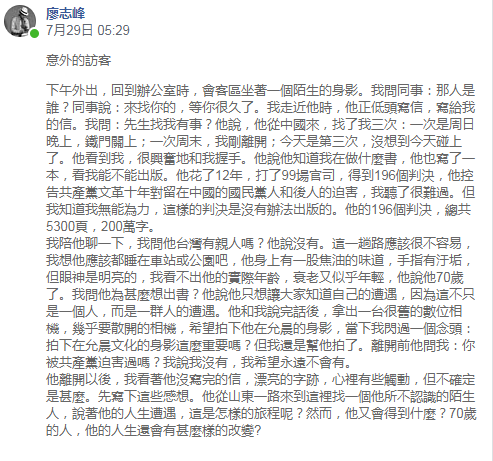 廖志峰
7月29日 05:29
意外的訪客
下午外出，回到辦公室時，會客區坐著一個陌生的身影。我問同事：那人是
誰？同事說：來找你的，等你很久了。我走近他時，他正低頭寫信，寫給我
的信。我問：先生找我有事？他說，他從中國來，找了我三次：一次是周日
晚上，鐵門關上；一次周末，我剛離開；今天是第三次，沒想到今天碰上
了。他看到我，很興奮地和我握手。他說他知道我在做什麼書，他也寫了一
本，看我能不能出版。他花了12年，打了99場官司，得到196個判決，他控
告共產黨文革十年對留在中國的國民黨人和後人的迫害，我聽了很難過。但
我知道我無能為力，這樣的判決是沒有辦法出版的。他的196個判決，總共
5300頁，200萬字。
我陪他聊一下，我問他台灣有親人嗎？他說沒有。這一趟路應該很不容易，
我想他應該都睡在車站或公園吧，他身上有一股焦油的味道，手指有汙垢，
但眼神是明亮的，我看不出他的實際年齡，衰老又似乎年輕，他說他70歲
了。我問他為甚麼想出書？他說他只想讓大家知道自己的遭遇，因為這不只
是一個人，而是一群人的遭遇。他和我說完話後，拿出一台很舊的數位相
機，幾乎要散開的相機，希望拍下他在允晨的身影，當下我閃過一個念頭：
拍下在允晨文化的身影這麼重要嗎？但我還是幫他拍了。離開前他問我：你
被共產黨迫害過嗎？我說我沒有，我希望永遠不會有。
他離開以後，我看著他沒寫完的信，漂亮的字跡，心裡有些觸動，但不確定
是甚麼。先寫下這些感想。他從山東一路來到這裡找一個他所不認識的陌生
人，說著他的人生遭遇，這是怎樣的旅程呢？然而，他又會得到什麼？70歲
的人，他的人生還會有甚麼樣的改變?